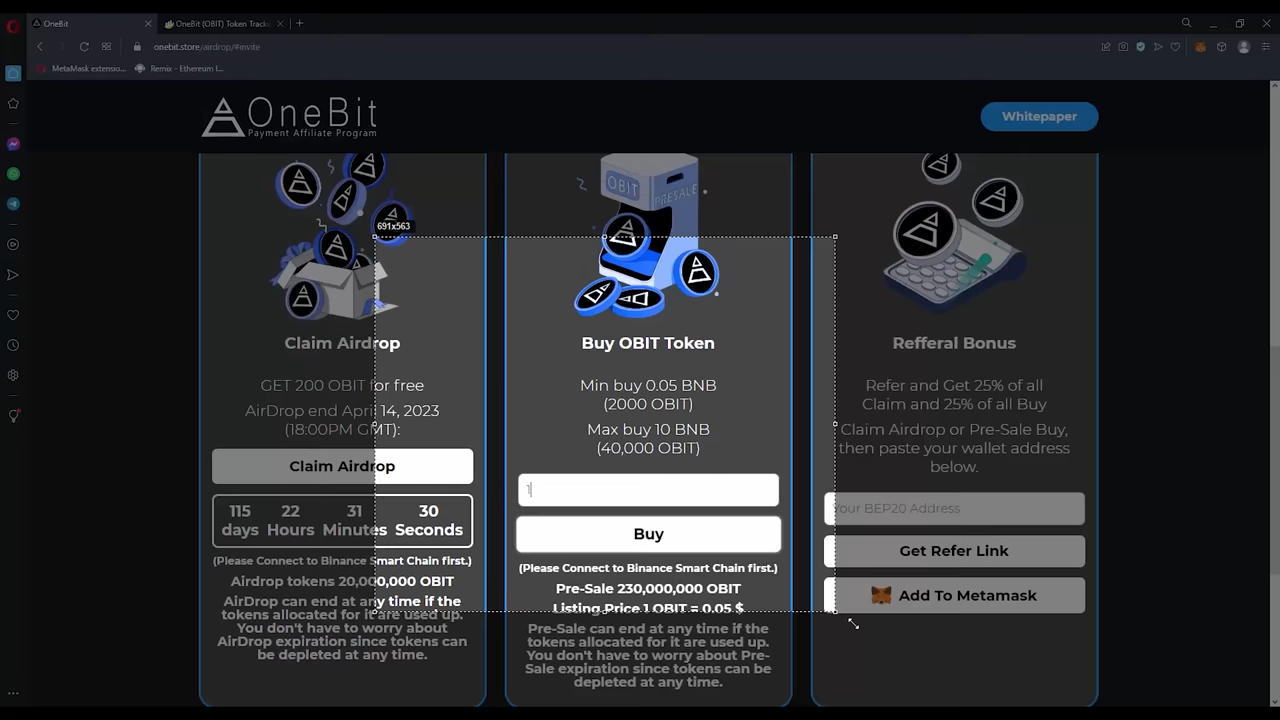 OneBit
OneBit (OBIT) Token Track
onebit.store/airdrop/#invite
MetaMask extensio...
Remix - Ethereum I...
OneBit
Payment Affiliate Program
Whitepaper
691x563
OBIT
PRESALE
Claim Airdrop
GET 200 OBIT for free
AirDrop end April 14, 2023
(18:00PM GMT):
Claim Airdrop
115 22 31 30
days Hours Minutes Seconds
(Please Connect to Binance Smart Chain first.)
Airdrop tokens 20,000,000 OBIT
AirDrop can end at any time if the
tokens allocated for it are used up.
You don't have to worry about
AirDrop expiration since tokens can
be depleted at any time.
Buy OBIT Token
Min buy 0.05 BNB
(2000 OBIT)
Max buy 10 BNB
(40,000 OBIT)
1
Buy
(Please Connect to Binance Smart Chain first.)
Pre-Sale 230,000,000 OBIT
Listing Price 1 OBIT = 0.05 $
Pre-Sale can end at any time if the
tokens allocated for it are used up.
You don't have to worry about Pre-
Sale expiration since tokens can be
depleted at any time.
Refferal Bonus
Refer and Get 25% of all
Claim and 25% of all Buy
Claim Airdrop or Pre-Sale Buy,
then paste your wallet address
below.
Your BEP20 Address
Get Refer Link
Add To Metamask